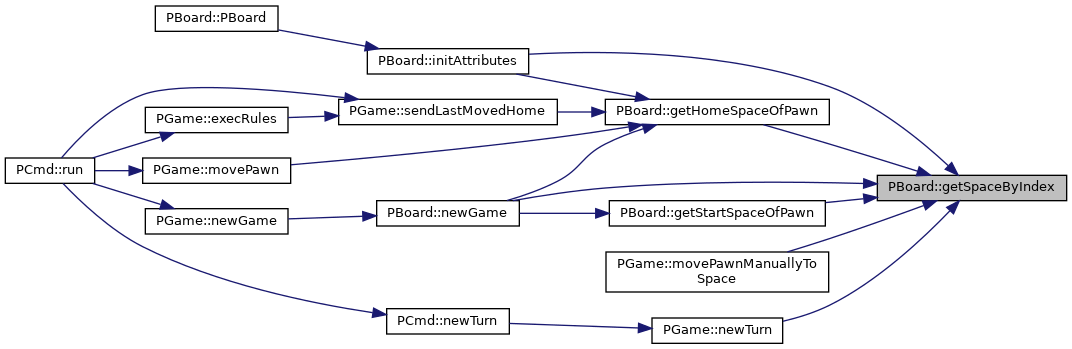 PBoard::PBoard
PBoard::initAttributes
PGame::sendLastMovedHome
PBoard::getHomeSpaceOfPawn
PGame::execRules
PCmd::run
PGame::movePawn
PBoard::getSpaceByIndex
PGame::newGame
PBoard::newGame
PBoard::getStartSpaceOfPawn
PGame::movePawnManuallyTo
Space
PCmd::newTurn
PGame::newTurn